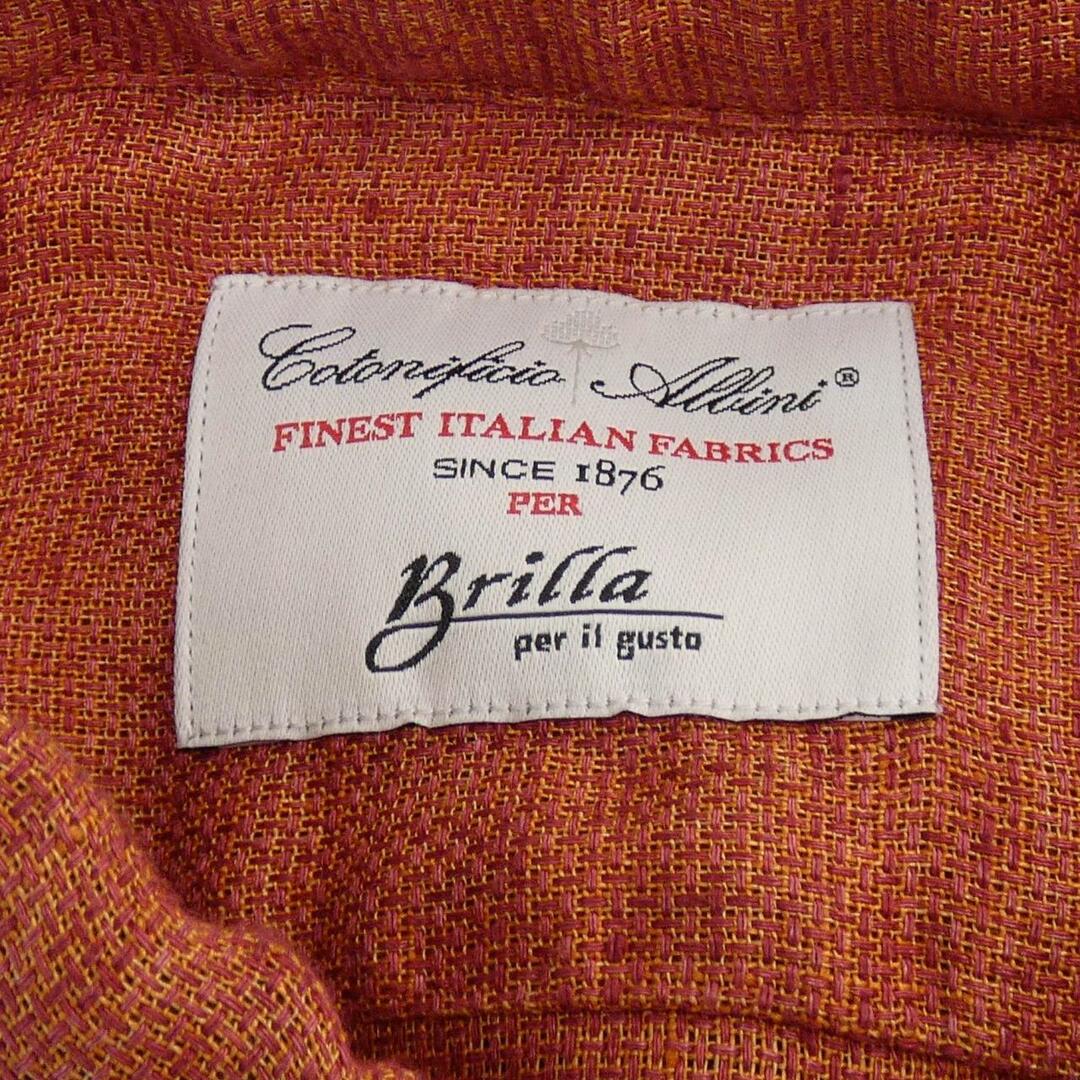 Cotonificio Albini®
FINEST ITALIAN FABRICS
SINCE 1876
PER
Brilla
per il gusto